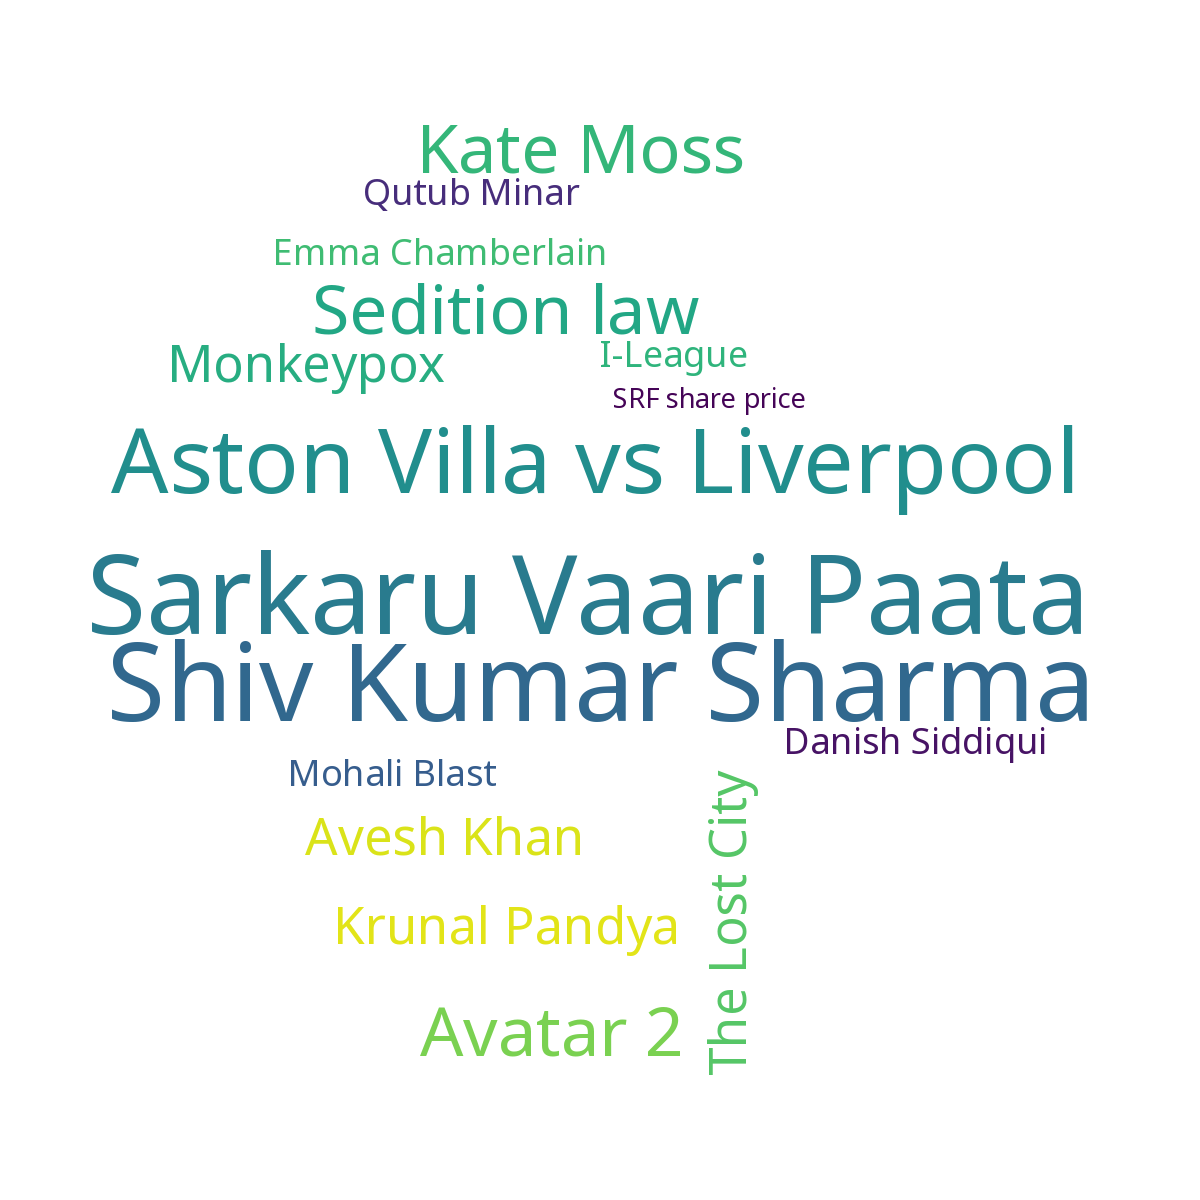 Kate Moss
Qutub Minar
Emma Chamberlain
Sedition law
Monkeypox
I-League
SRF share price
Aston Villa vs Liverpool
Sarkaru Vaari Paata
Shiv Kumar Sharma
Danish Siddiqui
Mohali Blast
Avesh Khan
The Lost City
Krunal Pandya
Avatar 2